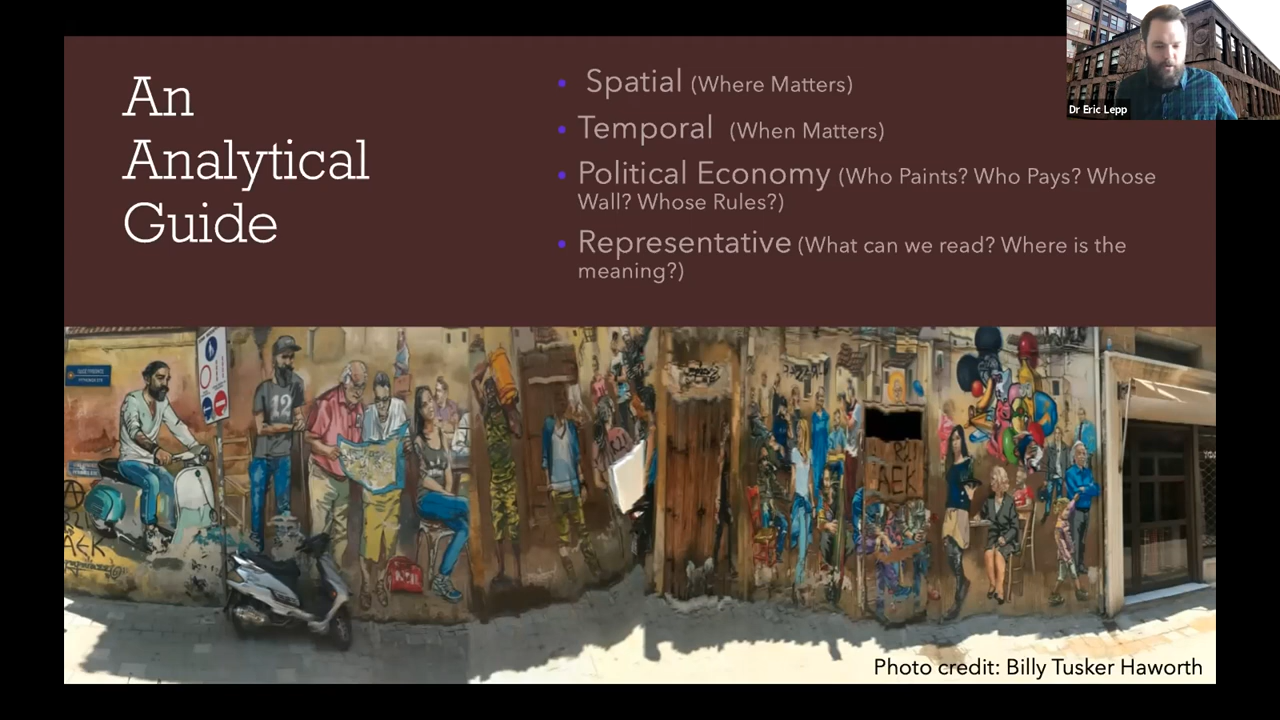 An
Analytical
Guide
• Spatial (Where Matters)
• Temporal (When Matters)
• Political Economy (Who Paints? Who Pays? Whose
Wall? Whose Rules?)
• Representative (What can we read? Where is the
meaning?)
Dr Eric Lepp
12
AEK
AEK
Photo credit: Billy Tusker Haworth